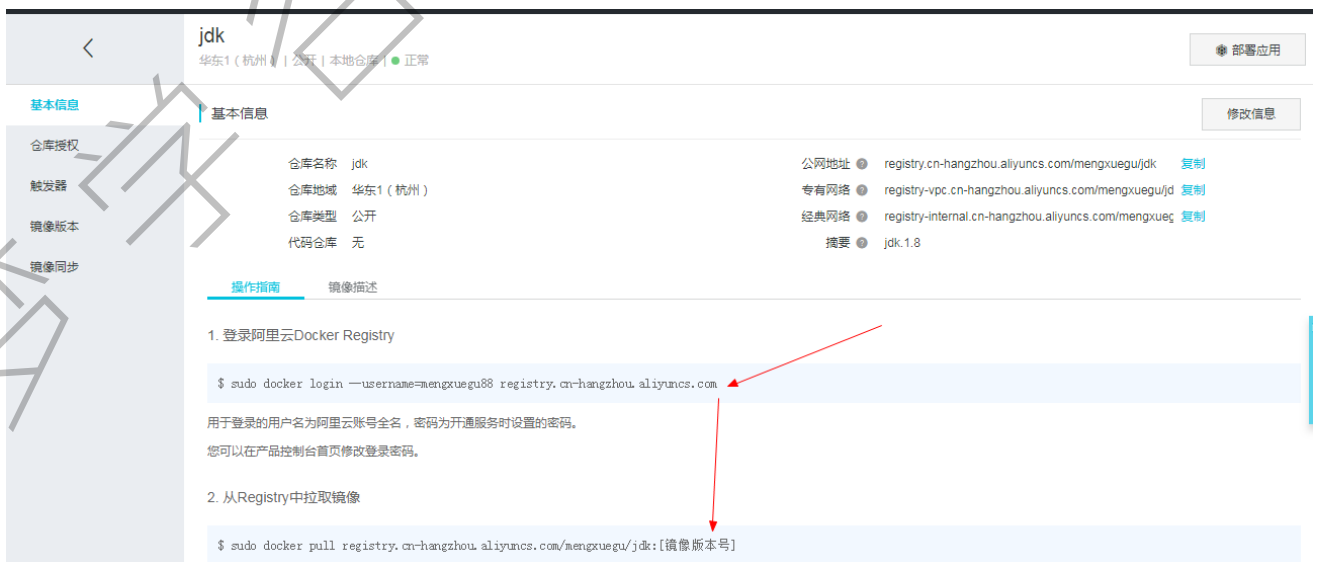 jdk
华东1（杭州）| 公开 | 本地仓库 | ● 正常
部署应用
基本信息
仓库授权
触发器
镜像版本
镜像同步
基本信息
修改信息
仓库名称 jdk
公网地址 registry.cn-hangzhou.aliyuncs.com/mengxuegu/jdk 复制
仓库地域 华东1（杭州）
专有网络 registry-vpc.cn-hangzhou.aliyuncs.com/mengxuegu/jd 复制
仓库类型 公开
经典网络 registry-internal.cn-hangzhou.aliyuncs.com/mengxueg 复制
代码仓库 无
摘要 jdk.1.8
操作指南 镜像描述
1. 登录阿里云Docker Registry
$ sudo docker login —username=mengxuegu88 registry.cn-hangzhou.aliyuncs.com
用于登录的用户名为阿里云账号全名，密码为开通服务时设置的密码。
您可以在产品控制台首页修改登录密码。
2. 从Registry中拉取镜像
$ sudo docker pull registry.cn-hangzhou.aliyuncs.com/mengxuegu/jdk:[镜像版本号]